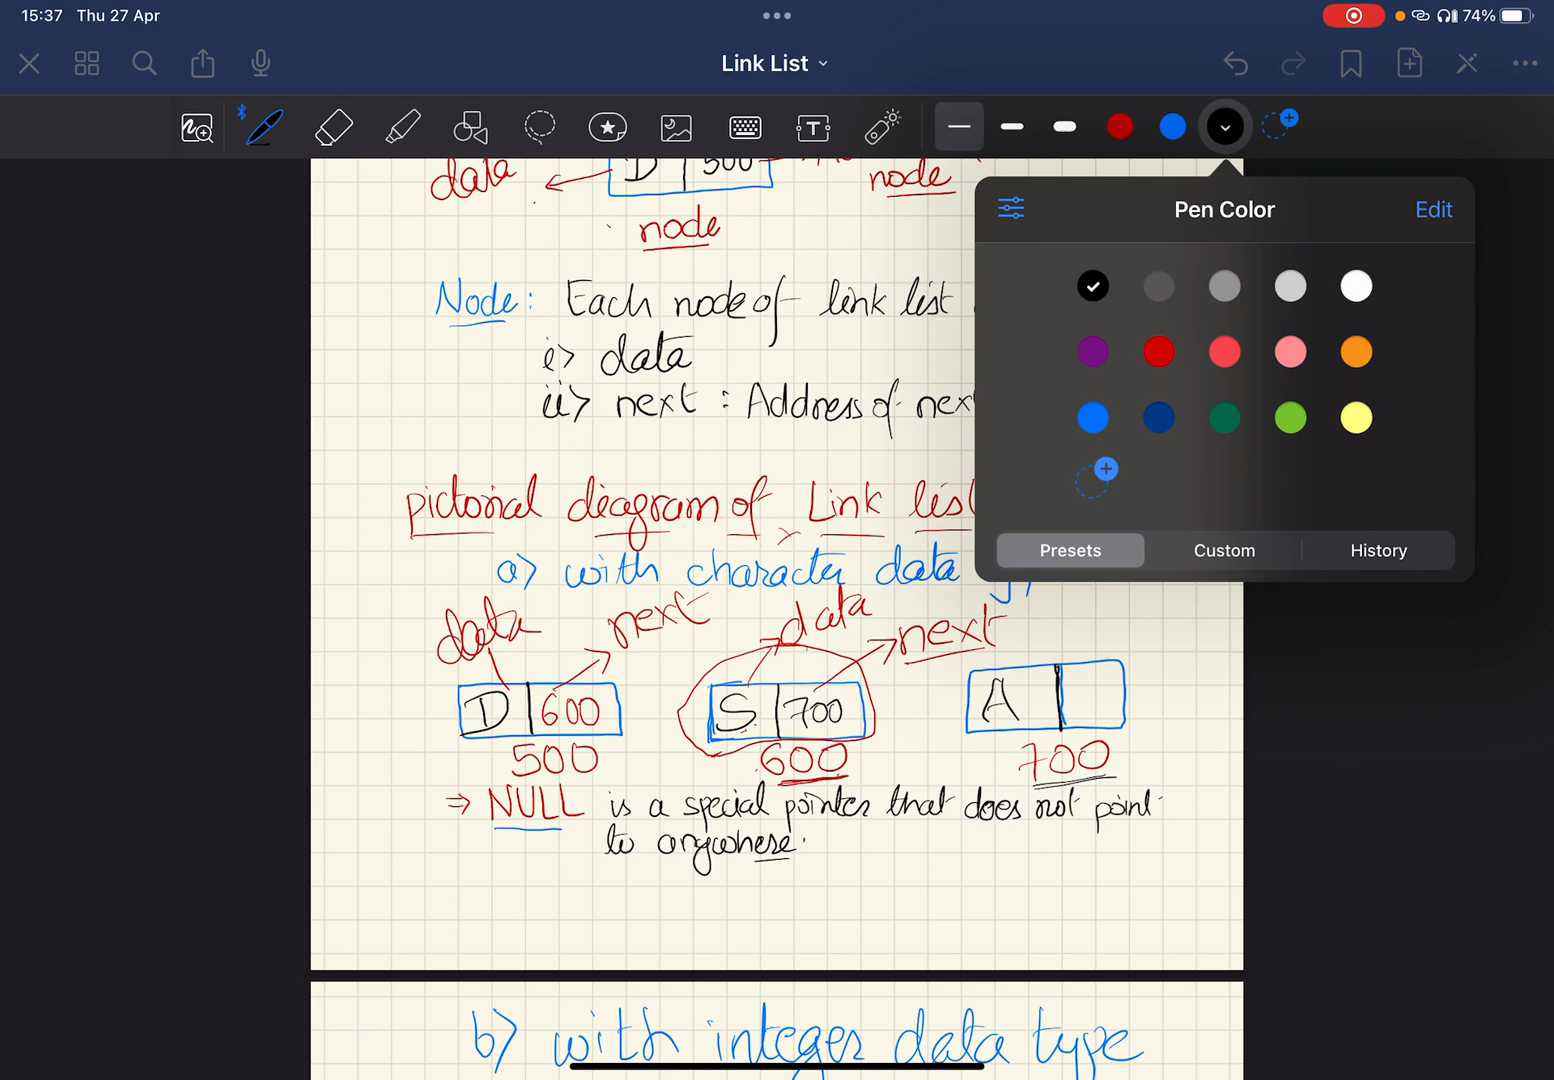 15:37 Thu 27 Apr
74%
Link List
data D 500
node
node
Pen Color
Edit
Node: Each node of link list
i> data
ii> next : Address of nex
pictorial diagram of Link list
Presets
Custom
History
a> with character data
data next data next
D 600 S 700 A
500 600 700
⇒ NULL is a special pointer that does not point
to anywhere.
b) with integer data type